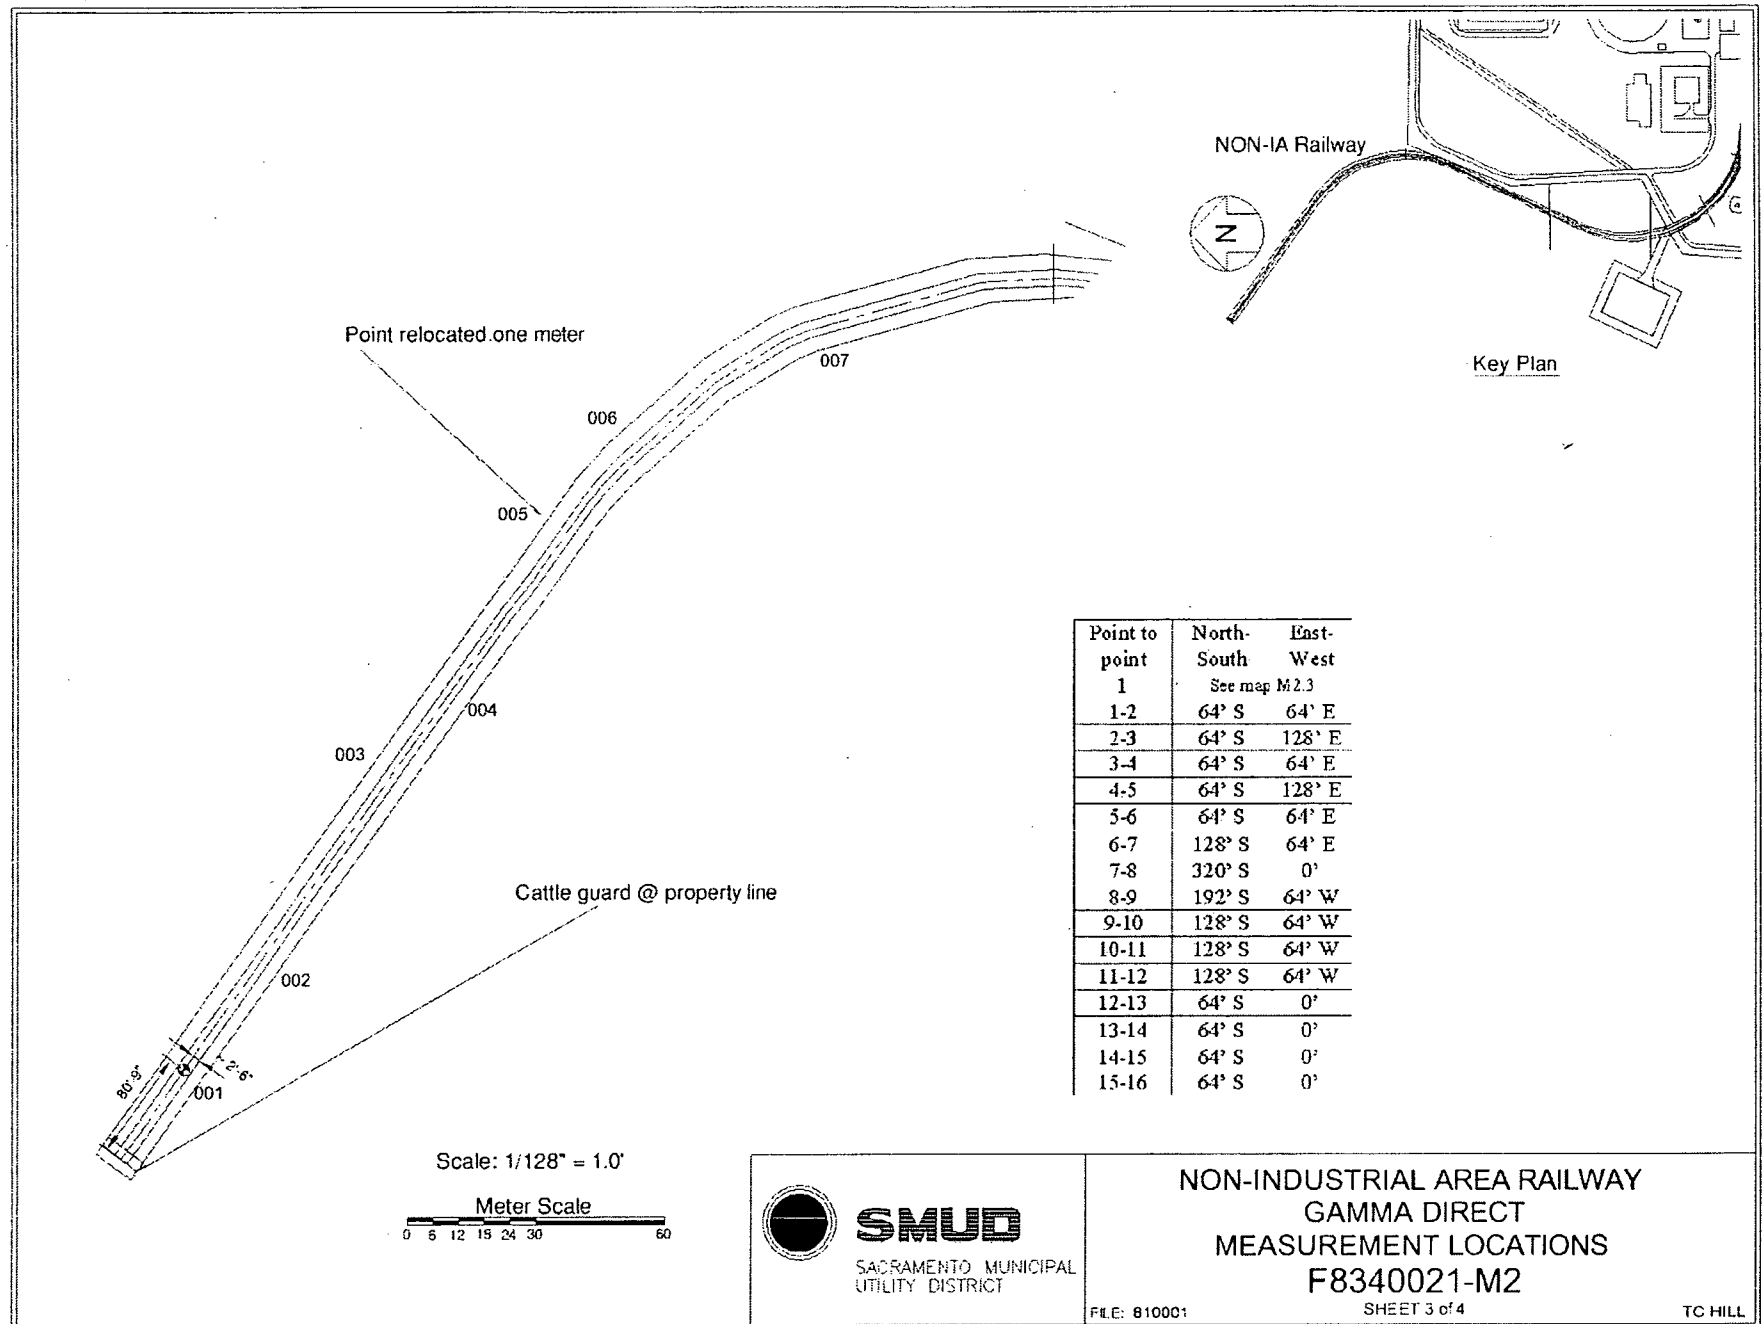 NON-IA Railway
N
Key Plan
Point relocated one meter
007
006
005
004
003
Cattle guard @ property line
002
80'-9"
2'-6"
001
Point to point North-South East-West
1 See map M2.3
1-2 64' S 64' E
2-3 64' S 128' E
3-4 64' S 64' E
4-5 64' S 128' E
5-6 64' S 64' E
6-7 128' S 64' E
7-8 320' S 0'
8-9 192' S 64' W
9-10 128' S 64' W
10-11 128' S 64' W
11-12 128' S 64' W
12-13 64' S 0'
13-14 64' S 0'
14-15 64' S 0'
15-16 64' S 0'
Scale: 1/128" = 1.0'
Meter Scale
0 6 12 18 24 30 60
SMUD
SACRAMENTO MUNICIPAL
UTILITY DISTRICT
NON-INDUSTRIAL AREA RAILWAY
GAMMA DIRECT
MEASUREMENT LOCATIONS
F8340021-M2
FILE: 810001 SHEET 3 of 4 TC HILL